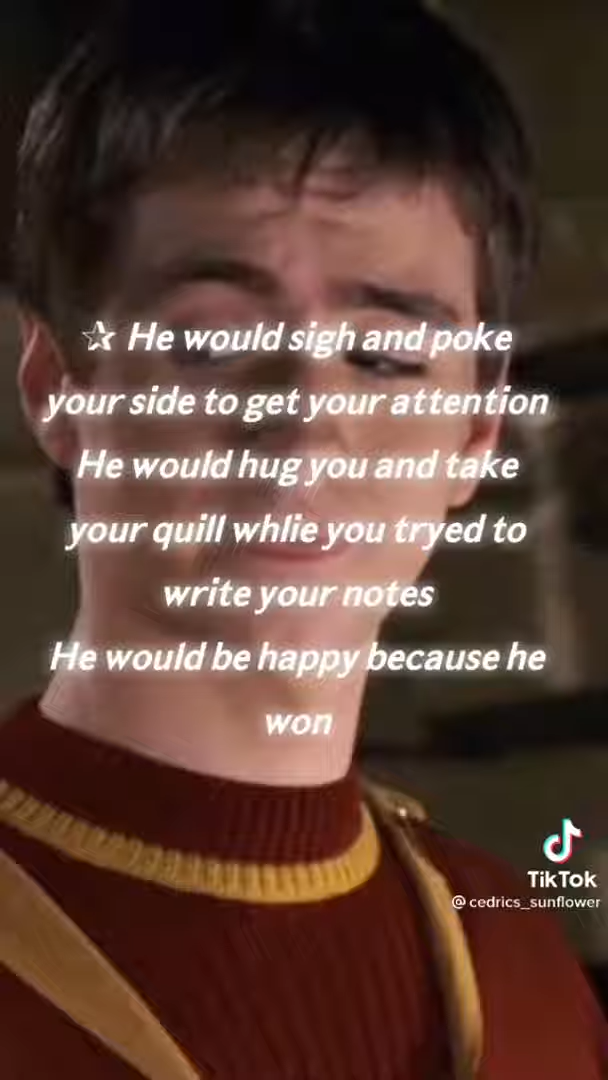 ☆ He would sigh and poke
your side to get your attention
He would hug you and take
your quill whlie you tryed to
write your notes
He would be happy because he
won
TikTok
@cedrics_sunflower